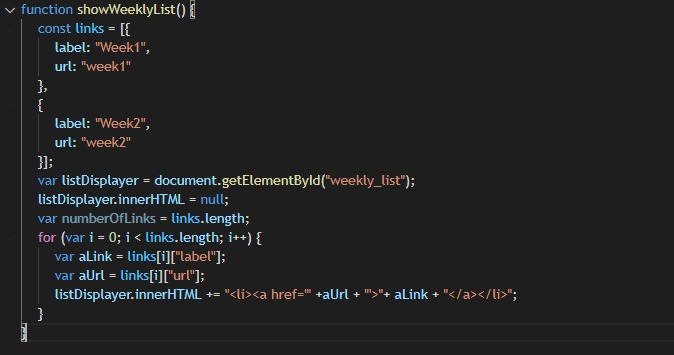 function showWeeklyList() {
const links = [{
label: "Week1",
url: "week1"
},
{
label: "Week2",
url: "week2"
}];
var listDisplayer = document.getElementById("weekly_list");
listDisplayer.innerHTML = null;
var numberOfLinks = links.length;
for (var i = 0; i < links.length; i++) {
var aLink = links[i]["label"];
var aUrl = links[i]["url"];
listDisplayer.innerHTML += "<li><a href='" +aUrl + "'>"+ aLink + "</a></li>";
}
}